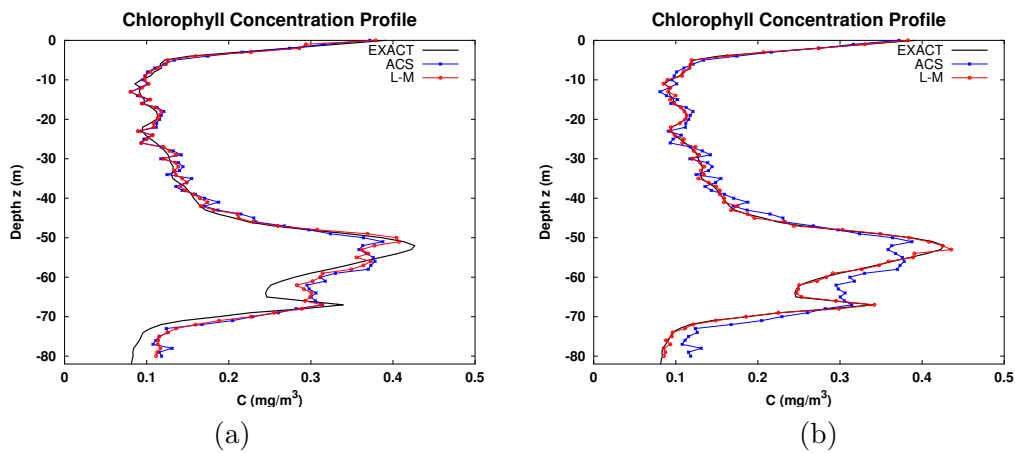 Chlorophyll Concentration Profile
EXACT
ACS
L-M
0
-10
-20
-30
-40
-50
-60
-70
-80
Depth z (m)
0
0.1
0.2
0.3
0.4
0.5
C (mg/m³)
(a)
Chlorophyll Concentration Profile
EXACT
ACS
L-M
0
-10
-20
-30
-40
-50
-60
-70
-80
Depth z (m)
0
0.1
0.2
0.3
0.4
0.5
C (mg/m³)
(b)